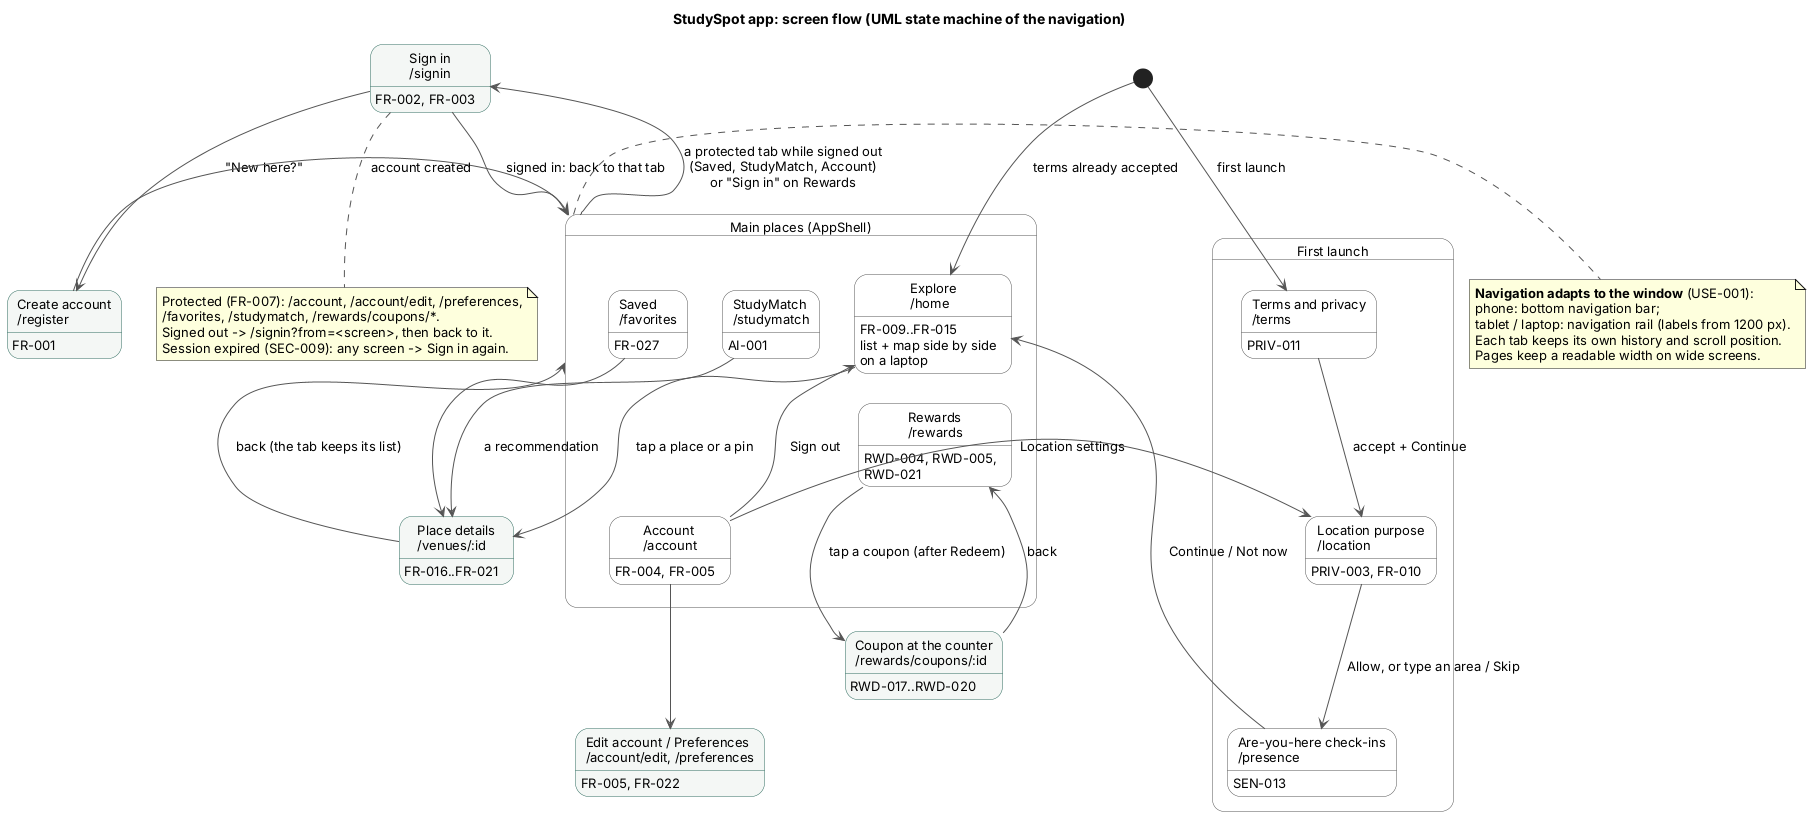 StudySpot app: screen flow (UML state machine of the navigation)
Sign in
/signin
FR-002, FR-003
"New here?"
account created
signed in: back to that tab
a protected tab while signed out
(Saved, StudyMatch, Account)
or "Sign in" on Rewards
terms already accepted
first launch
Create account
/register
FR-001
Protected (FR-007): /account, /account/edit, /preferences,
/favorites, /studymatch, /rewards/coupons/*.
Signed out -> /signin?from=<screen>, then back to it.
Session expired (SEC-009): any screen -> Sign in again.
Main places (AppShell)
Saved
/favorites
FR-027
StudyMatch
/studymatch
AI-001
Explore
/home
FR-009..FR-015
list + map side by side
on a laptop
First launch
Terms and privacy
/terms
PRIV-011
Navigation adapts to the window (USE-001):
phone: bottom navigation bar;
tablet / laptop: navigation rail (labels from 1200 px).
Each tab keeps its own history and scroll position.
Pages keep a readable width on wide screens.
Rewards
/rewards
RWD-004, RWD-005,
RWD-021
back (the tab keeps its list)
a recommendation
tap a place or a pin
Sign out
Location settings
accept + Continue
Place details
/venues/:id
FR-016..FR-021
Account
/account
FR-004, FR-005
tap a coupon (after Redeem)
back
Continue / Not now
Location purpose
/location
PRIV-003, FR-010
Coupon at the counter
/rewards/coupons/:id
RWD-017..RWD-020
Allow, or type an area / Skip
Edit account / Preferences
/account/edit, /preferences
FR-005, FR-022
Are-you-here check-ins
/presence
SEN-013